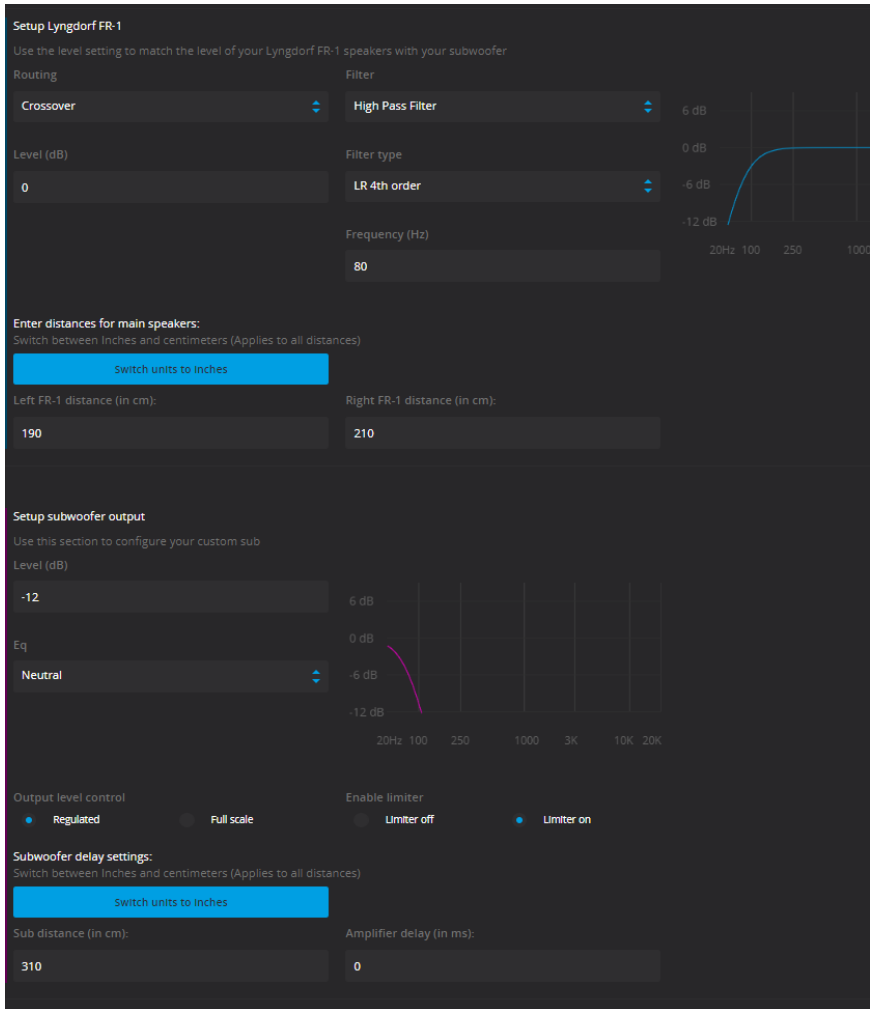 Setup Lyngdorf FR-1
Use the level setting to match the level of your Lyngdorf FR-1 speakers with your subwoofer
Routing Filter
Crossover High Pass Filter
6 dB
Level (dB) Filter type 0 dB
0 LR 4th order -6 dB
-12 dB
Frequency (Hz) 20Hz 100 250 1000
80
Enter distances for main speakers:
Switch between Inches and centimeters (Applies to all distances)
Switch units to inches
Left FR-1 distance (in cm): Right FR-1 distance (in cm):
190 210
Setup subwoofer output
Use this section to configure your custom sub
Level (dB)
-12 6 dB
0 dB
Eq
Neutral -6 dB
-12 dB
20Hz 100 250 1000 3K 10K 20K
Output level control Enable limiter
Regulated Full scale Limiter off Limiter on
Subwoofer delay settings:
Switch between Inches and centimeters (Applies to all distances)
Switch units to inches
Sub distance (in cm): Amplifier delay (in ms):
310 0